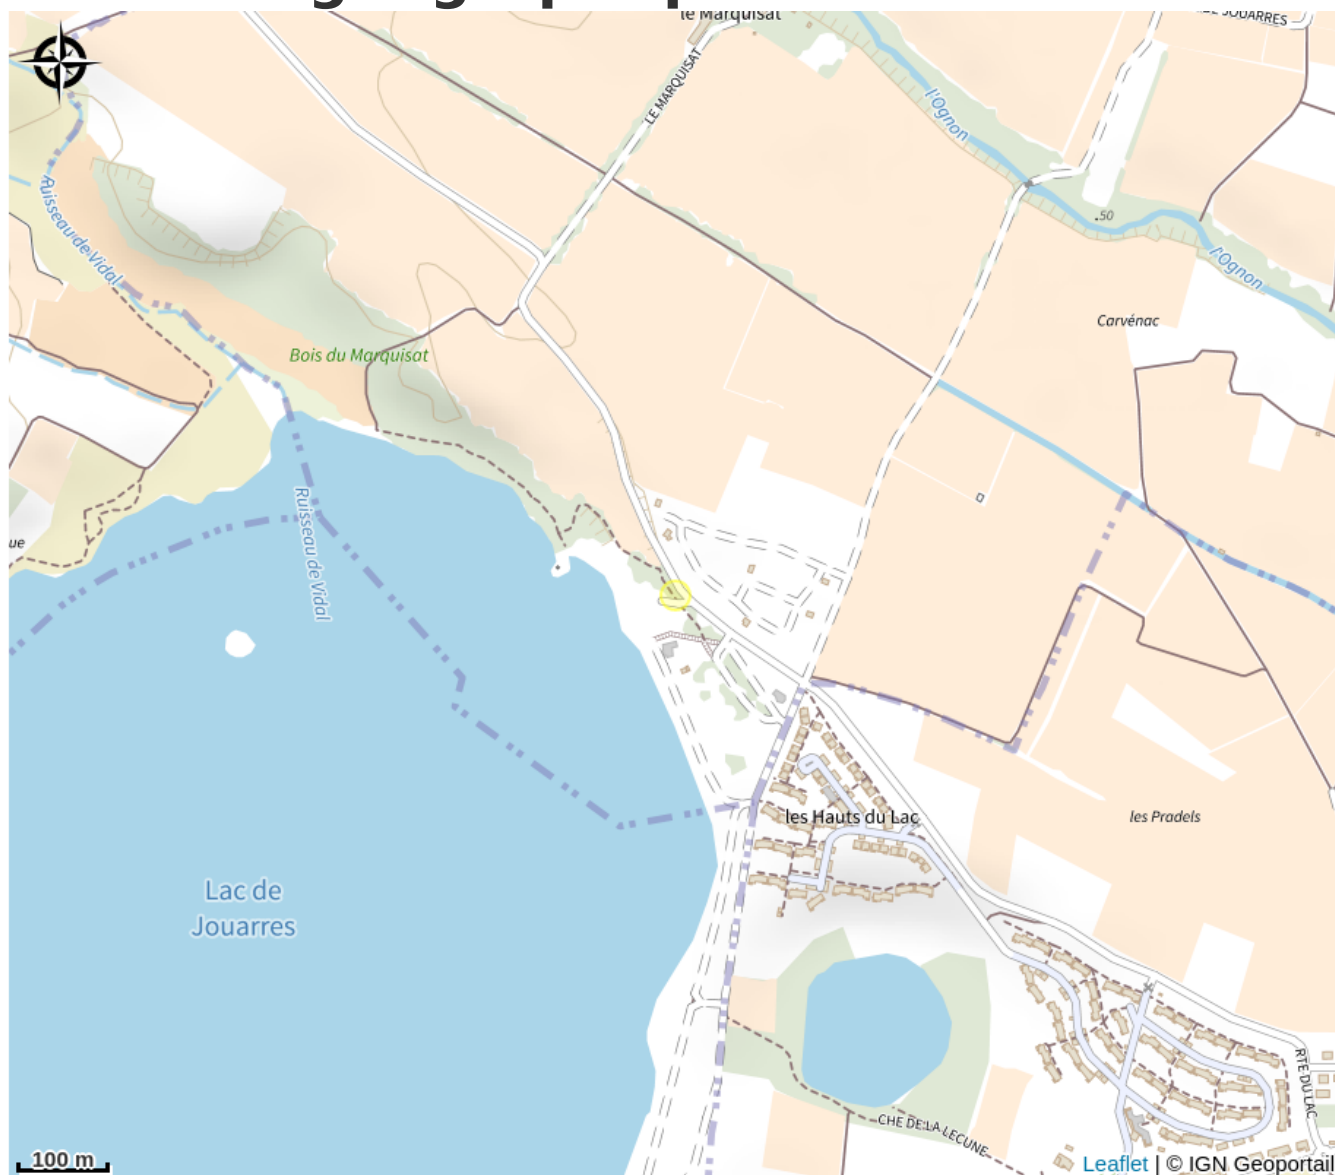 le Marquisat
DE JOUARRES
LE MARQUISAT
l'Ognon
.50
l'Ognon
Ruisseau de Vidal
Carvénac
Bois du Marquisat
Ruisseau de Vidal
ue
les Hauts du Lac
les Pradels
Lac de
Jouarres
RTE DU LAC
CHE DE LA LECUNE
100 m
Leaflet | © IGN Geoportail